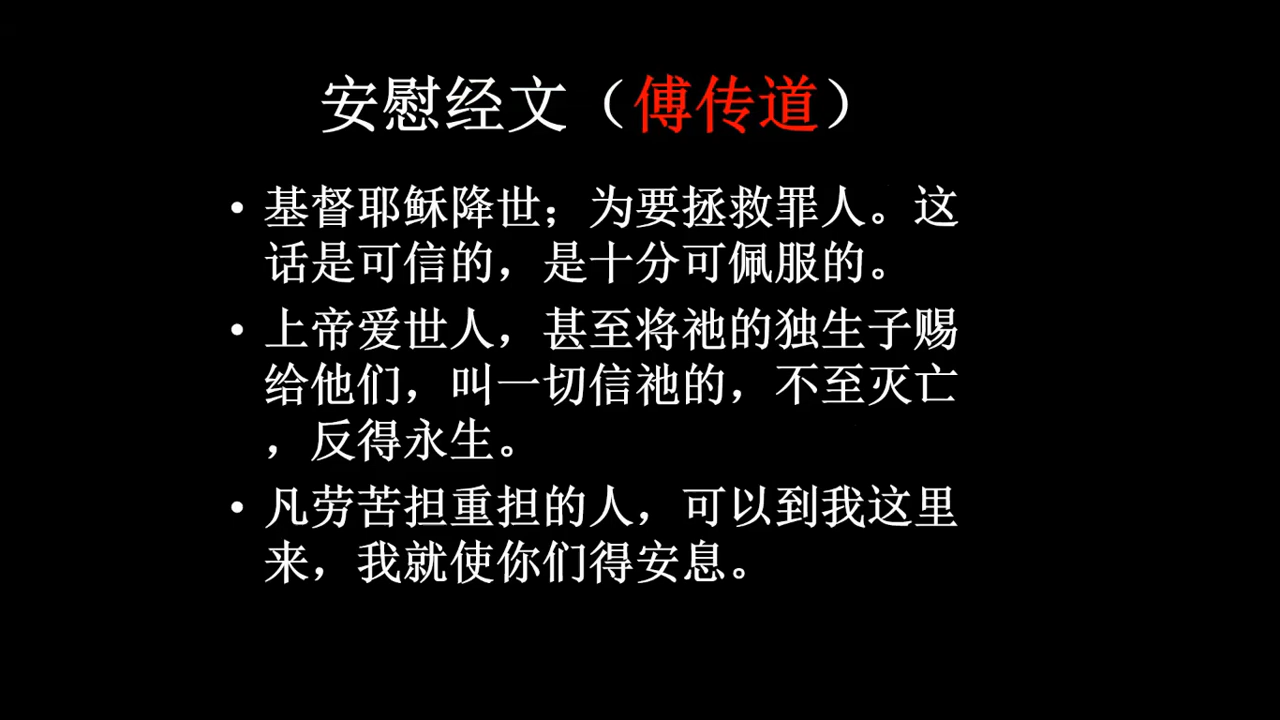 安慰经文（傅传道）
• 基督耶稣降世；为要拯救罪人。这
话是可信的，是十分可佩服的。
• 上帝爱世人，甚至将祂的独生子赐
给他们，叫一切信祂的，不至灭亡
，反得永生。
• 凡劳苦担重担的人，可以到我这里
来，我就使你们得安息。